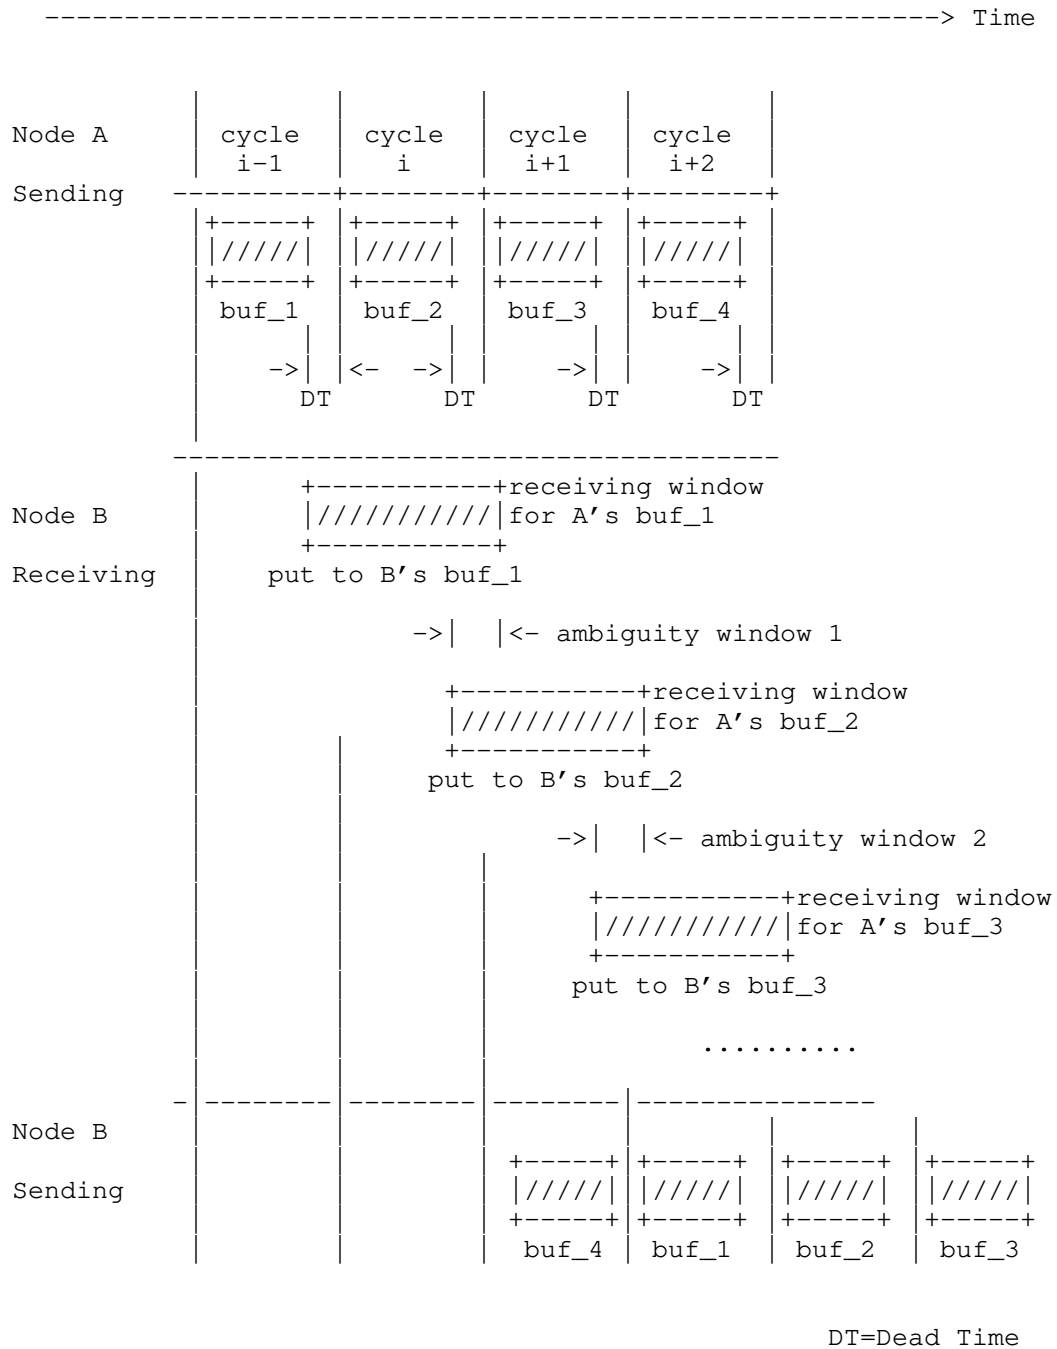 Time
Node A cycle cycle cycle cycle
i-1 i i+1 i+2
Sending
buf_1 buf_2 buf_3 buf_4
DT DT DT DT
receiving window
Node B for A's buf_1
Receiving put to B's buf_1
ambiguity window 1
receiving window
for A's buf_2
put to B's buf_2
ambiguity window 2
receiving window
for A's buf_3
put to B's buf_3
..........
Node B
Sending
buf_4 buf_1 buf_2 buf_3
DT=Dead Time